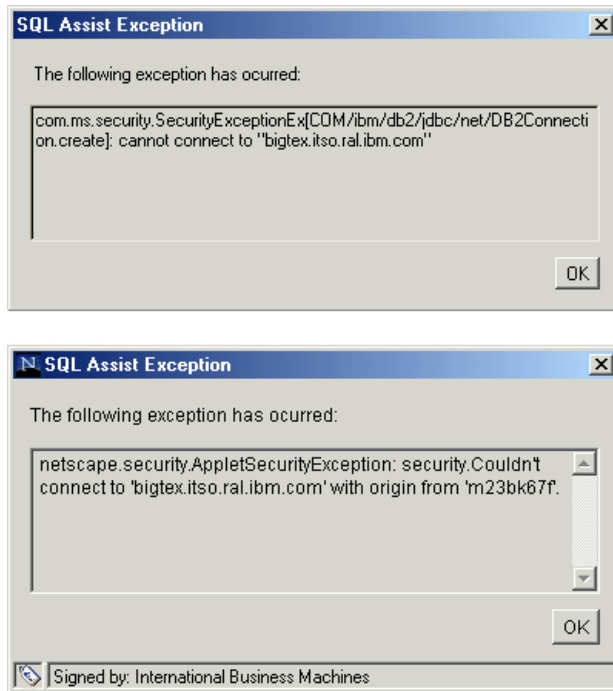 SQL Assist Exception
The following exception has ocurred:
com.ms.security.SecurityExceptionEx[COM/ibm/db2/jdbc/net/DB2Connecti
on.create]: cannot connect to "bigtex.itso.ral.ibm.com"
OK
N SQL Assist Exception
The following exception has ocurred:
netscape.security.AppletSecurityException: security.Couldn't
connect to 'bigtex.itso.ral.ibm.com' with origin from 'm23bk67f'.
OK
Signed by: International Business Machines